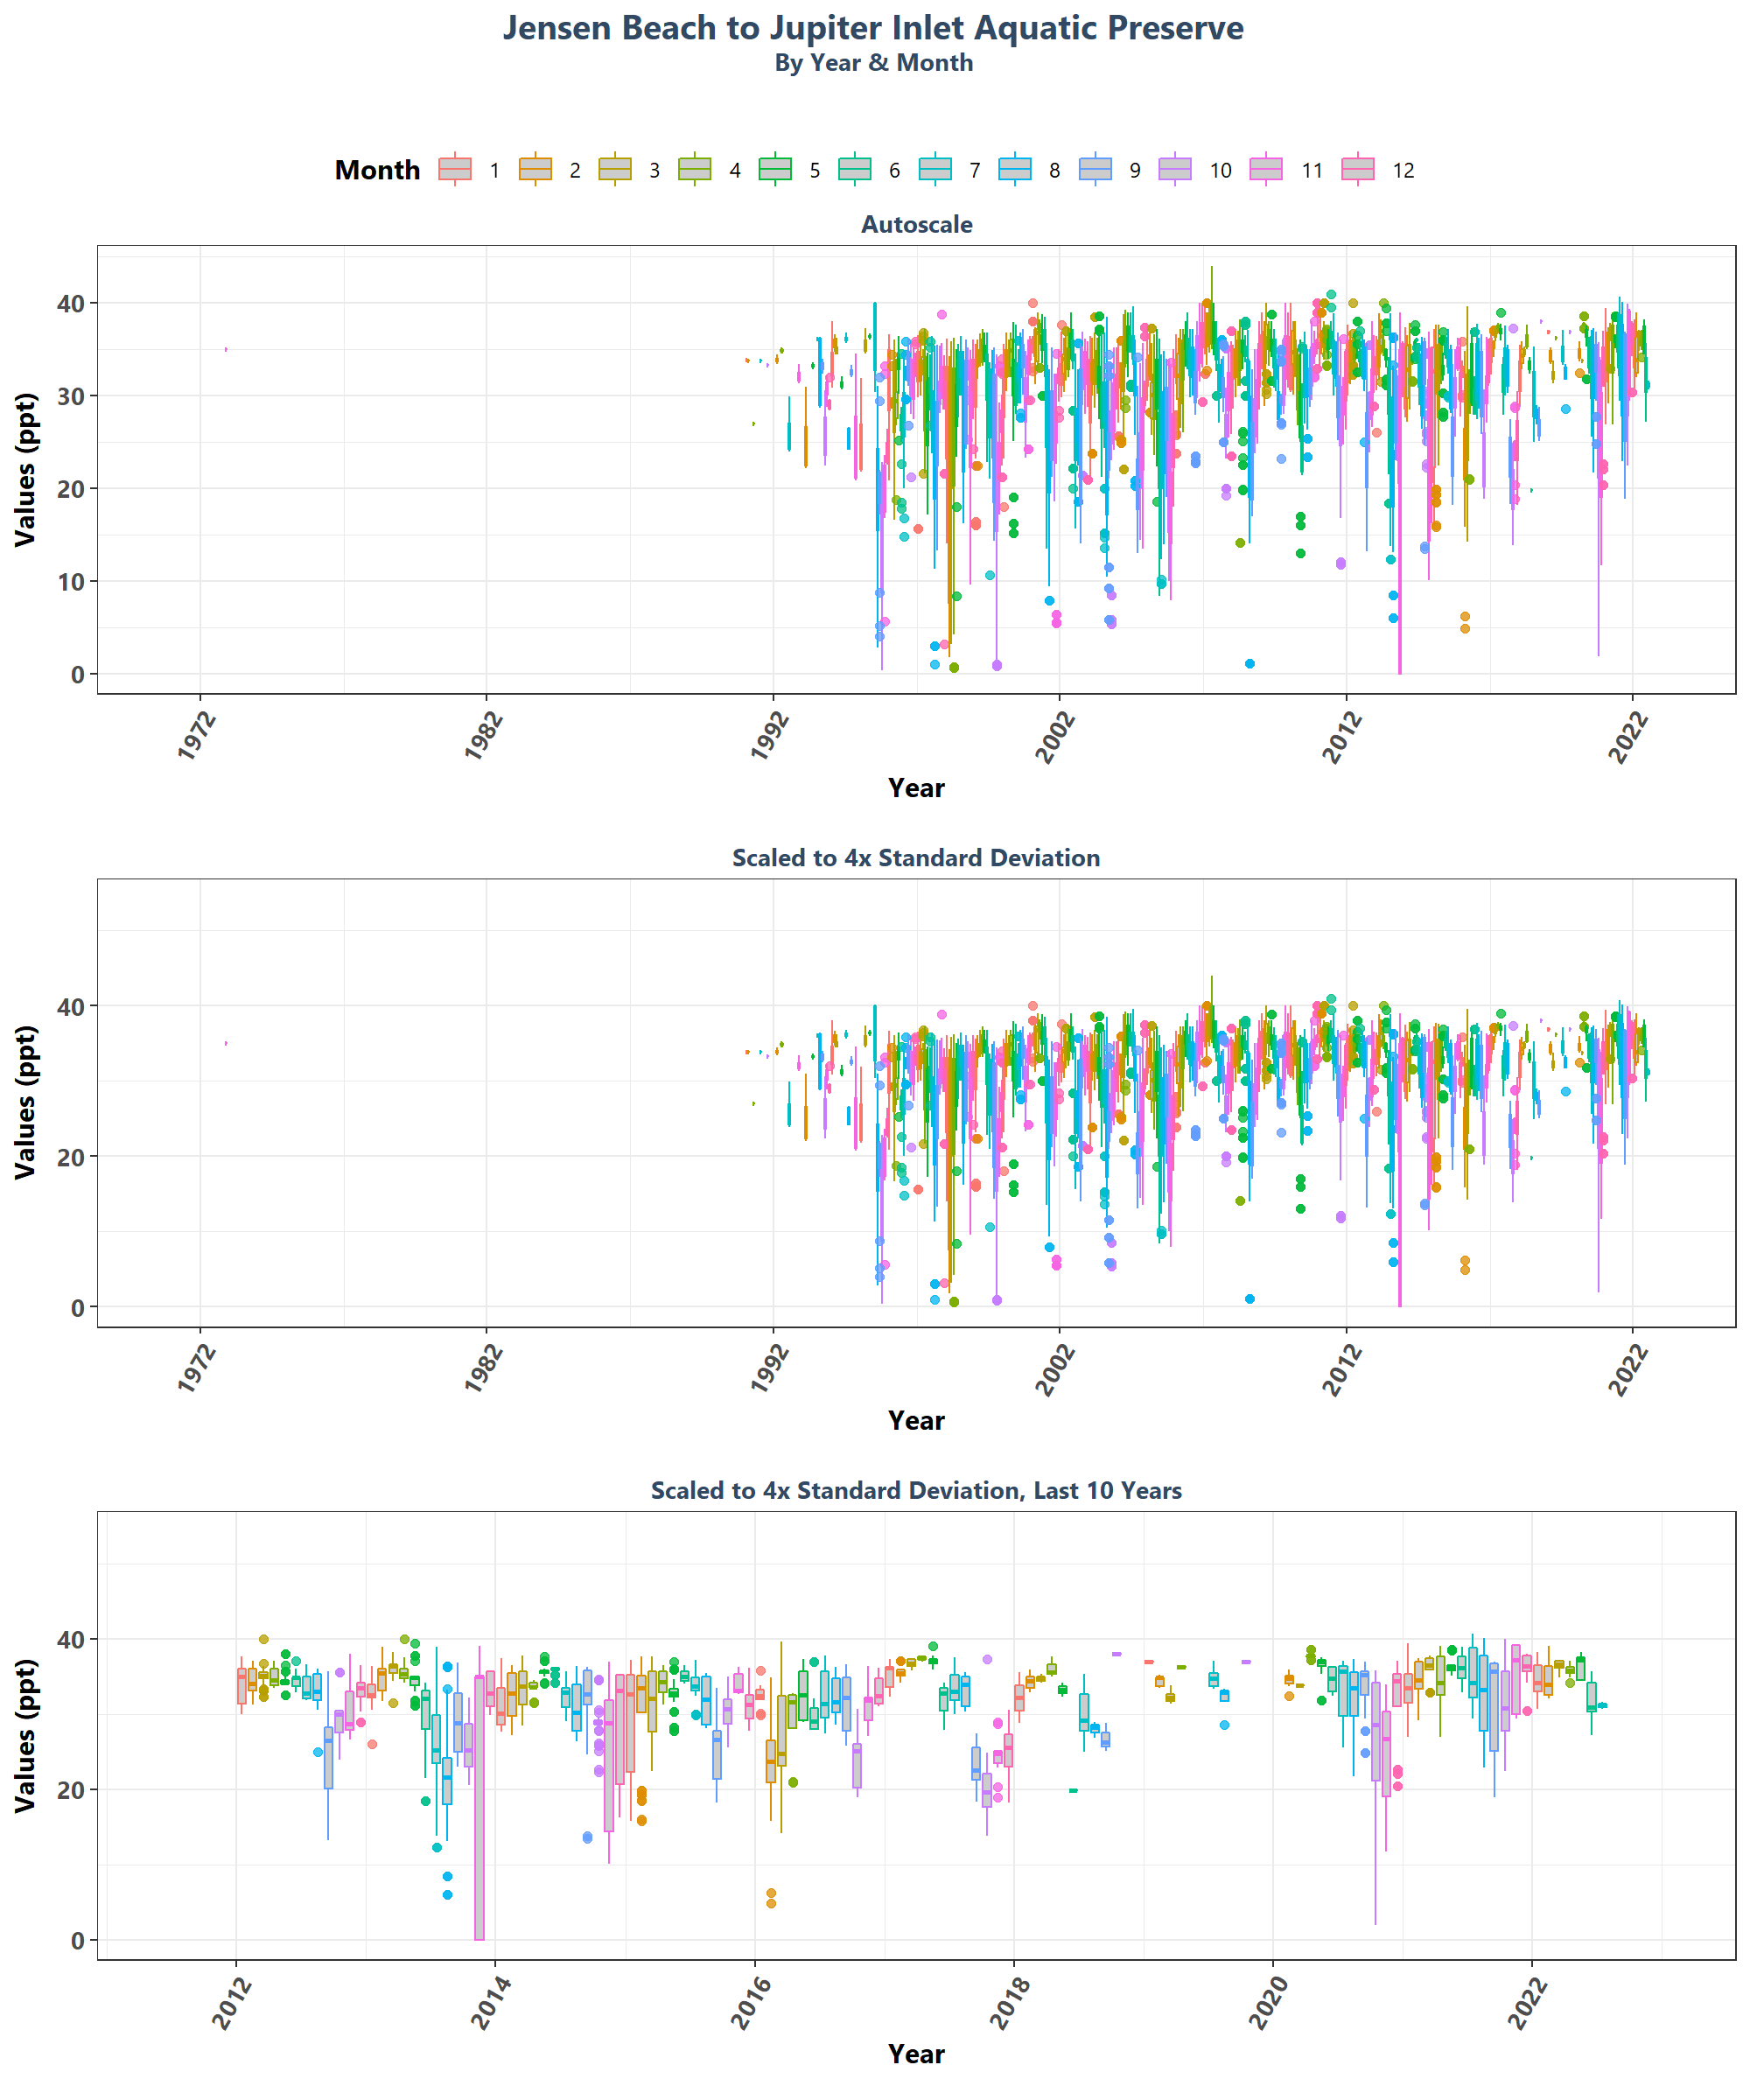 Jensen Beach to Jupiter Inlet Aquatic Preserve
By Year & Month
Month 1 2 3 4 5 6 7 8 9 10 11 12
Autoscale
Values (ppt)
40
30
20
10
0
1972 1982 1992 2002 2012 2022
Year
Scaled to 4x Standard Deviation
Values (ppt)
40
20
0
1972 1982 1992 2002 2012 2022
Year
Scaled to 4x Standard Deviation, Last 10 Years
Values (ppt)
40
20
0
2012 2014 2016 2018 2020 2022
Year